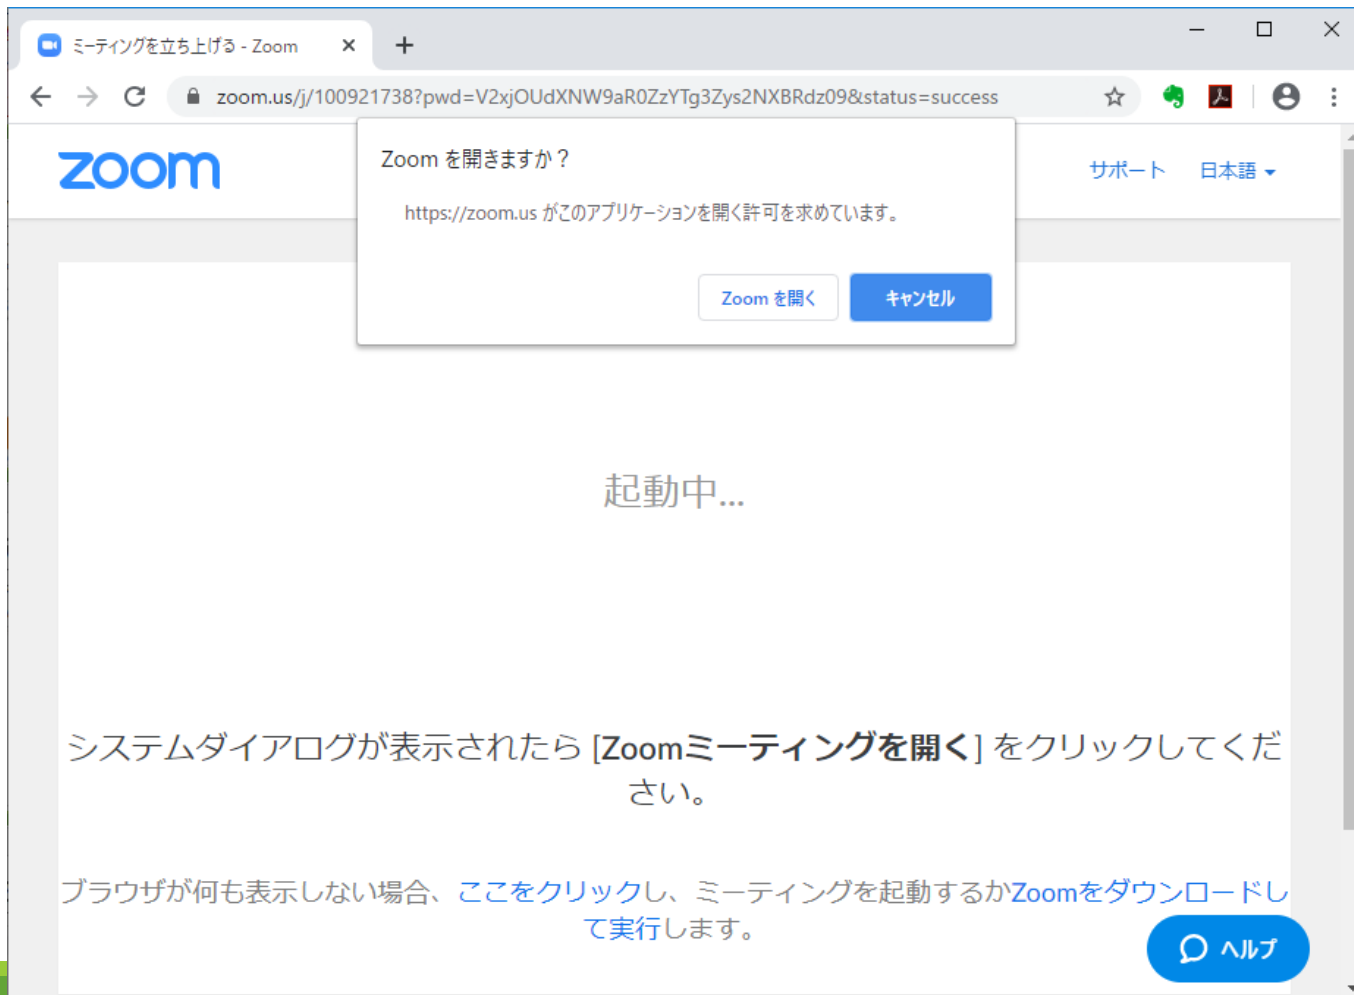 ミーティングを立ち上げる - Zoom
zoom.us/j/100921738?pwd=V2xjOUdXNW9aR0ZzYTg3Zys2NXBRdz09&status=success
zoom
サポート 日本語
Zoom を開きますか？
https://zoom.us がこのアプリケーションを開く許可を求めています。
Zoom を開く キャンセル
起動中...
システムダイアログが表示されたら [Zoomミーティングを開く] をクリックしてくだ
さい。
ブラウザが何も表示しない場合、ここをクリックし、ミーティングを起動するかZoomをダウンロードし
て実行します。
ヘルプ